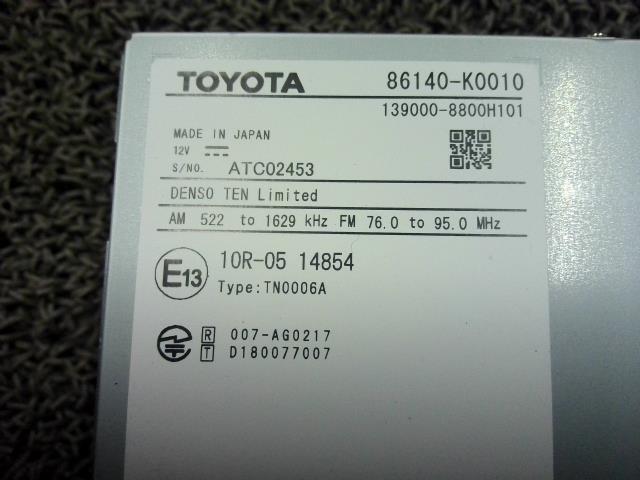 TOYOTA 86140-K0010
139000-8800H101
MADE IN JAPAN
12V
S/NO. ATC02453
DENSO TEN Limited
AM 522 to 1629 kHz FM 76.0 to 95.0 MHz
E13 10R-05 14854
Type:TN0006A
R 007-AG0217
T D180077007